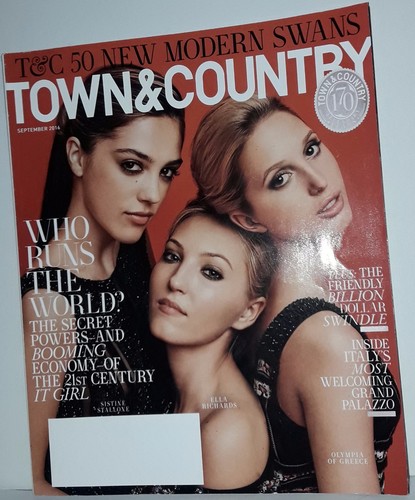 T&C 50 NEW MODERN SWANS
TOWN&COUNTRY
SEPTEMBER 2016
TOWN&COUNTRY
170
WHO
RUNS
THE
WORLD?
THE SECRET
POWERS-AND
BOOMING
ECONOMY-OF
THE 21ST CENTURY
IT GIRL
SISTINE
STALLONE
ELLA
RICHARDS
THE
FRIENDLY
BILLION
DOLLAR
SWINDLE
INSIDE
ITALY'S
MOST
WELCOMING
GRAND
PALAZZO
OLYMPIA
OF GREECE